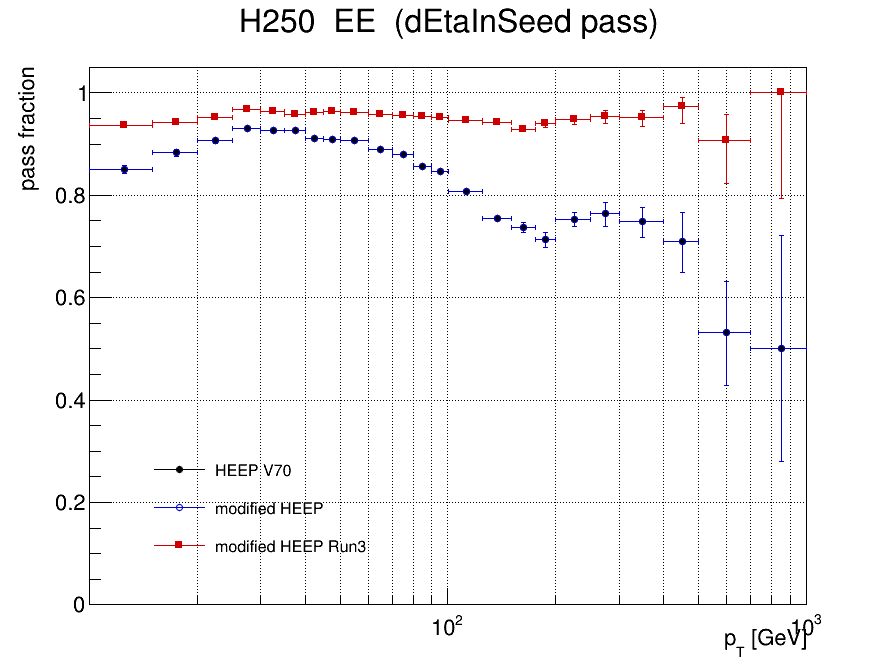 H250 EE (dEtaInSeed pass)
pass fraction
1
0.8
0.6
0.4
0.2
0
HEEP V70
modified HEEP
modified HEEP Run3
10²
10³
p_T [GeV]